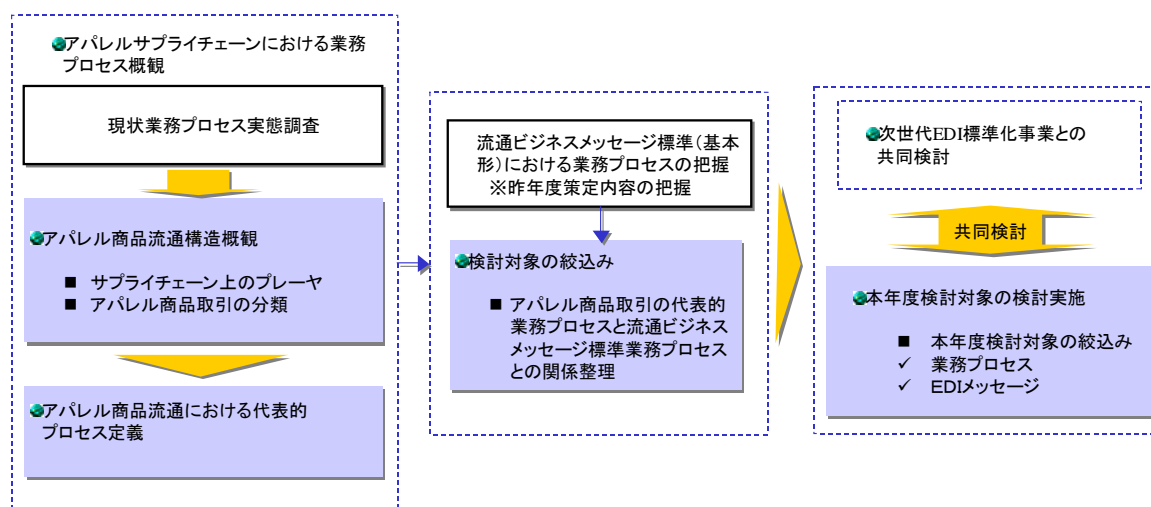 アパレルサプライチェーンにおける業務
プロセス概観
現状業務プロセス実態調査
アパレル商品流通構造概観
■ サプライチェーン上のプレーヤ
■ アパレル商品取引の分類
アパレル商品流通における代表的
プロセス定義
流通ビジネスメッセージ標準（基本
形）における業務プロセスの把握
※昨年度策定内容の把握
検討対象の絞込み
■ アパレル商品取引の代表的
業務プロセスと流通ビジネス
メッセージ標準業務プロセス
との関係整理
次世代EDI標準化事業との
共同検討
共同検討
本年度検討対象の検討実施
■ 本年度検討対象の絞込み
✓ 業務プロセス
✓ EDIメッセージ